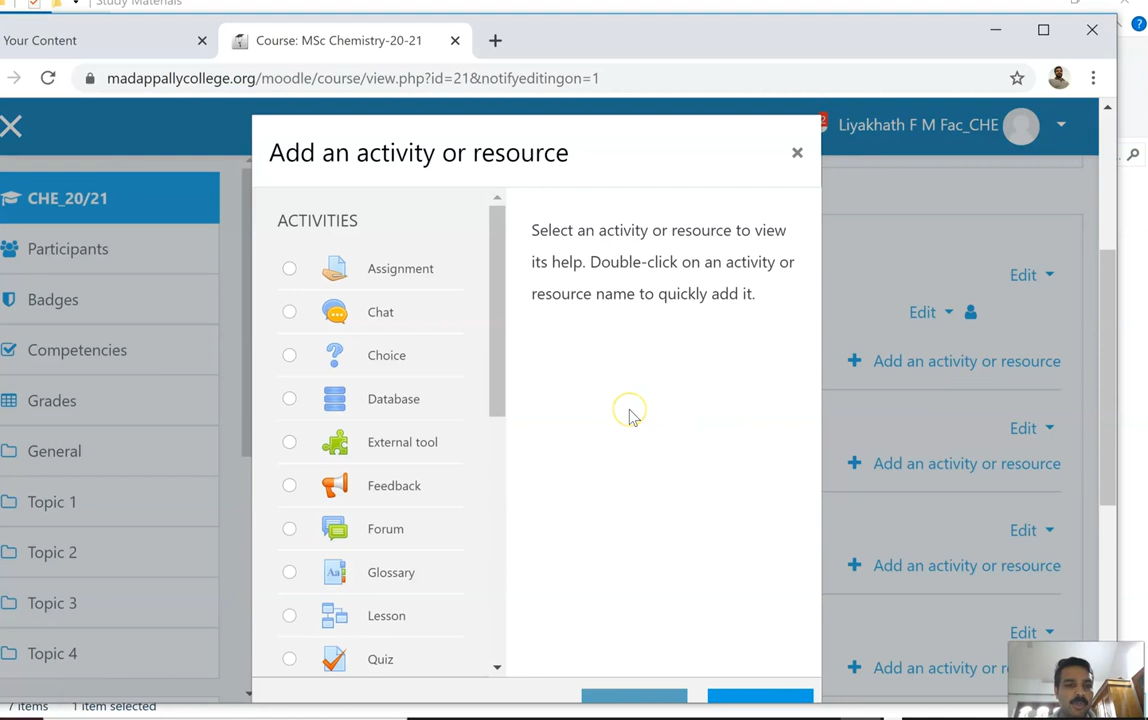 Study Materials
Your Content
Course: MSc Chemistry-20-21
madappallycollege.org/moodle/course/view.php?id=21&notifyeditingon=1
Liyakhath F M Fac_CHE
Add an activity or resource
CHE_20/21
Participants
Badges
Competencies
Grades
General
Topic 1
Topic 2
Topic 3
Topic 4
ACTIVITIES
Assignment
Chat
Choice
Database
External tool
Feedback
Forum
Glossary
Lesson
Quiz
Select an activity or resource to view
its help. Double-click on an activity or
resource name to quickly add it.
Edit
Edit
Add an activity or resource
Edit
Add an activity or resource
Edit
Add an activity or resource
Edit
Add an activity or r
7 items
1 item selected